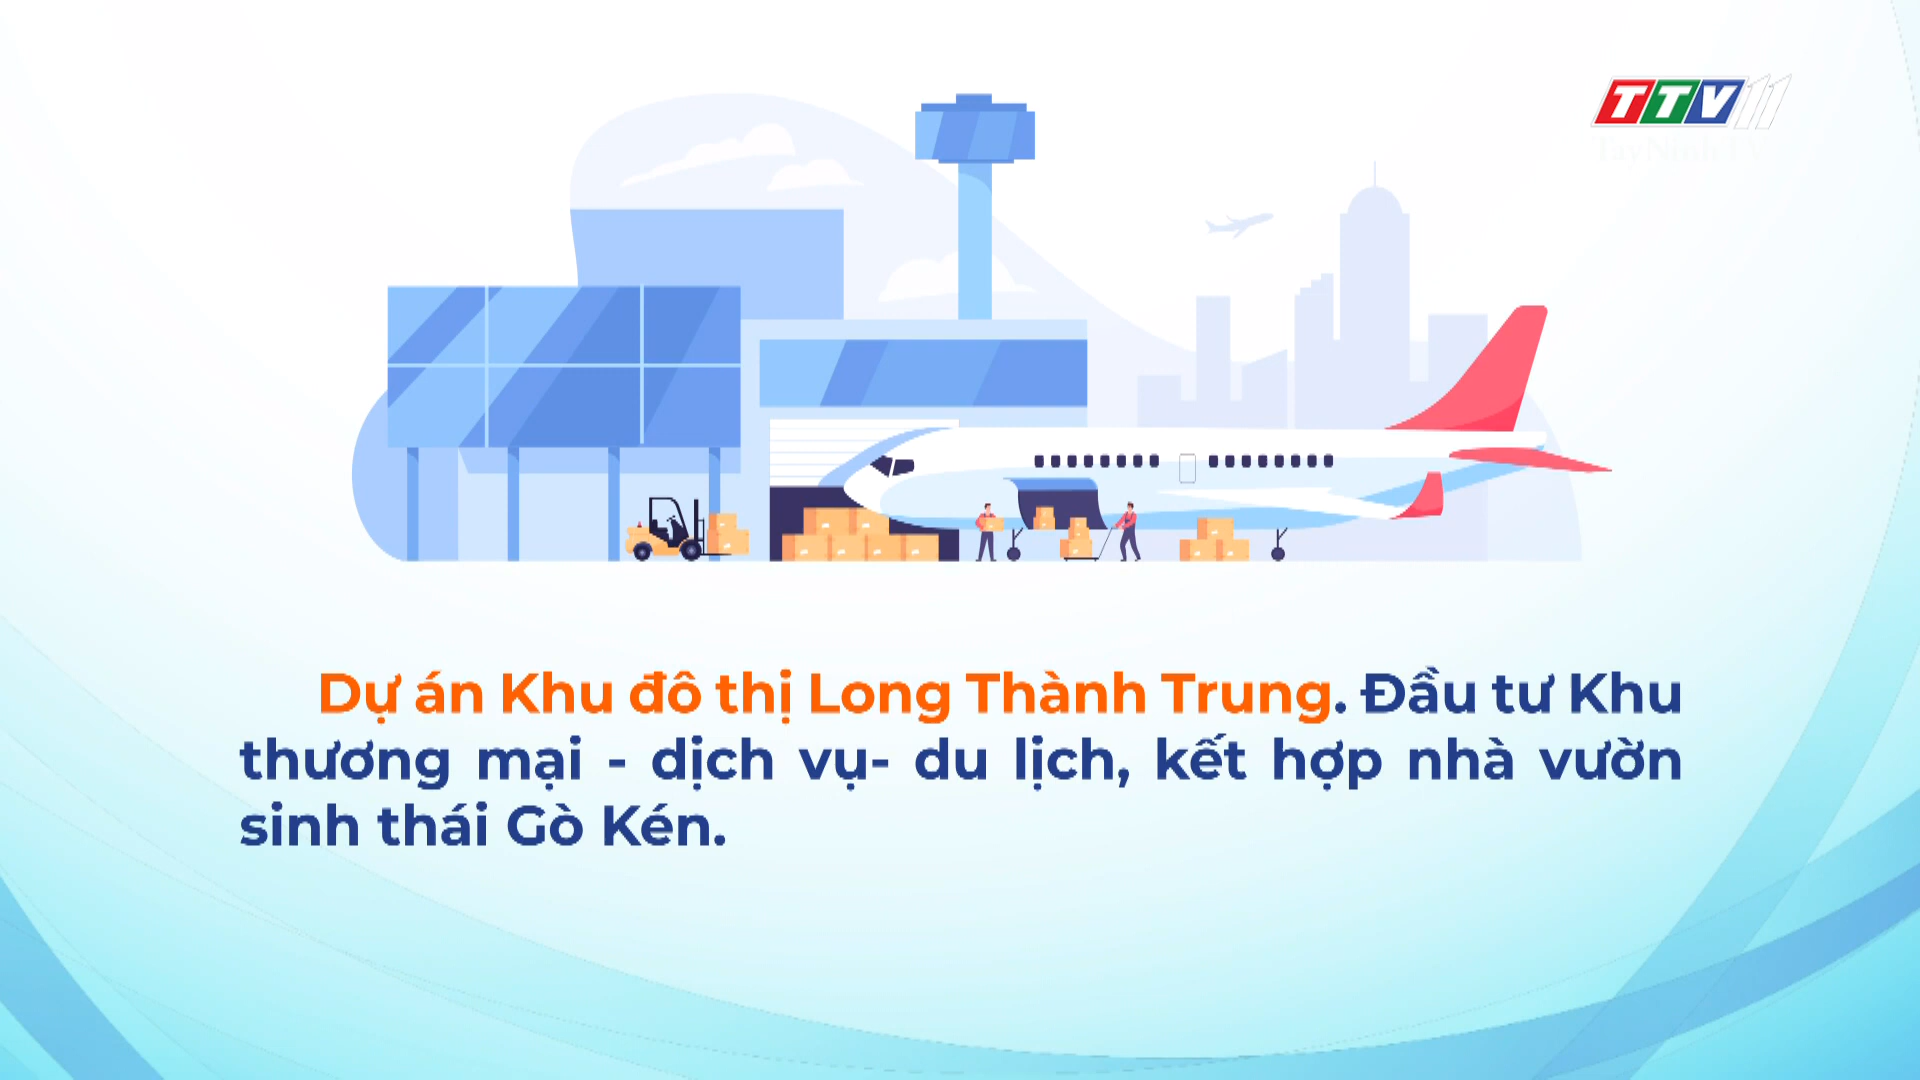 TTV11
TayNinhTV
Dự án Khu đô thị Long Thành Trung. Đầu tư Khu
thương mại - dịch vụ- du lịch, kết hợp nhà vườn
sinh thái Gò Kén.